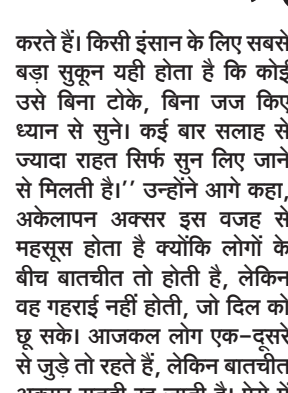 करते हैं। किसी इंसान के लिए सबसे
बड़ा सुकून यही होता है कि कोई
उसे बिना टोके, बिना जज किए
ध्यान से सुने। कई बार सलाह से
ज्यादा राहत सिर्फ सुन लिए जाने
से मिलती है।'' उन्होंने आगे कहा,
अकेलापन अक्सर इस वजह से
महसूस होता है क्योंकि लोगों के
बीच बातचीत तो होती है, लेकिन
वह गहराई नहीं होती, जो दिल को
छू सके। आजकल लोग एक-दूसरे
से जुड़े तो रहते हैं, लेकिन बातचीत